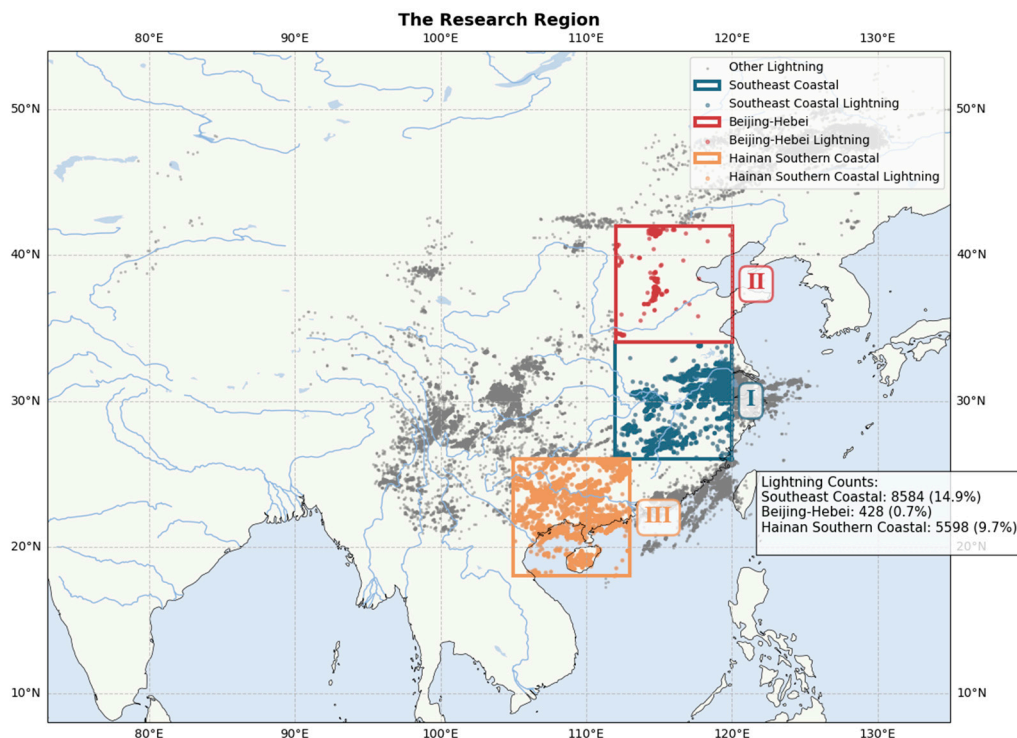 The Research Region
80°E 90°E 100°E 110°E 120°E 130°E
Other Lightning
Southeast Coastal
Southeast Coastal Lightning
Beijing-Hebei
Beijing-Hebei Lightning
Hainan Southern Coastal
Hainan Southern Coastal Lightning
50°N 50°N
40°N 40°N
II
30°N 30°N
I
Lightning Counts:
Southeast Coastal: 8584 (14.9%)
Beijing-Hebei: 428 (0.7%)
Hainan Southern Coastal: 5598 (9.7%)
III
20°N 20°N
10°N 10°N
80°E 90°E 100°E 110°E 120°E 130°E